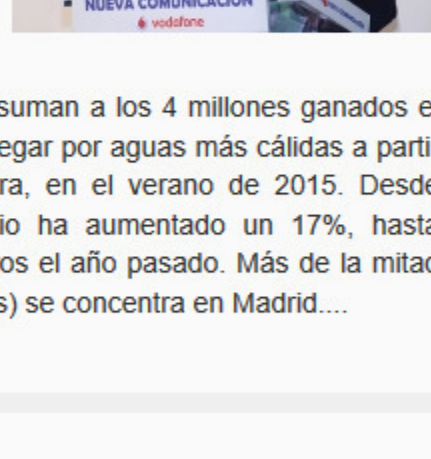 NUEVA COMUNICACIÓN
vodafone
suman a los 4 millones ganados e
egar por aguas más cálidas a parti
ra, en el verano de 2015. Desde
io ha aumentado un 17%, hasta
os el año pasado. Más de la mitad
s) se concentra en Madrid....